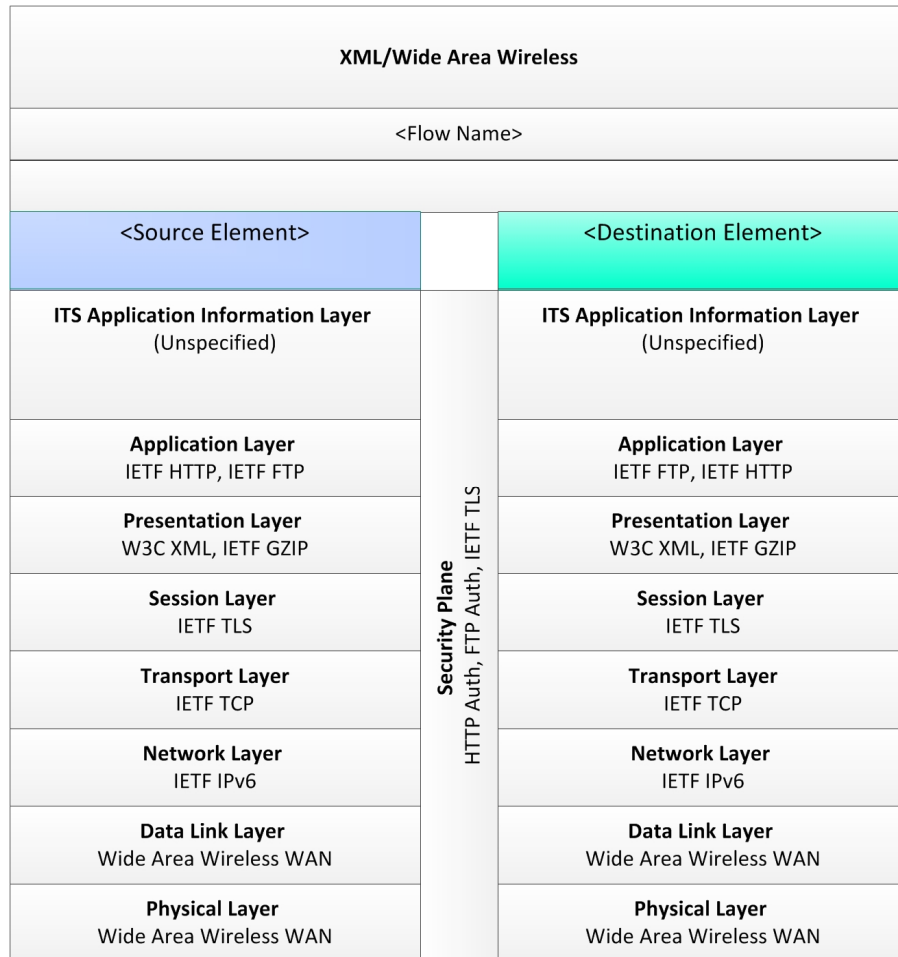 XML/Wide Area Wireless
<Flow Name>
<Source Element>
<Destination Element>
ITS Application Information Layer
(Unspecified)
Application Layer
IETF HTTP, IETF FTP
Presentation Layer
W3C XML, IETF GZIP
Session Layer
IETF TLS
Transport Layer
IETF TCP
Network Layer
IETF IPv6
Data Link Layer
Wide Area Wireless WAN
Physical Layer
Wide Area Wireless WAN
Security Plane
HTTP Auth, FTP Auth, IETF TLS
ITS Application Information Layer
(Unspecified)
Application Layer
IETF FTP, IETF HTTP
Presentation Layer
W3C XML, IETF GZIP
Session Layer
IETF TLS
Transport Layer
IETF TCP
Network Layer
IETF IPv6
Data Link Layer
Wide Area Wireless WAN
Physical Layer
Wide Area Wireless WAN